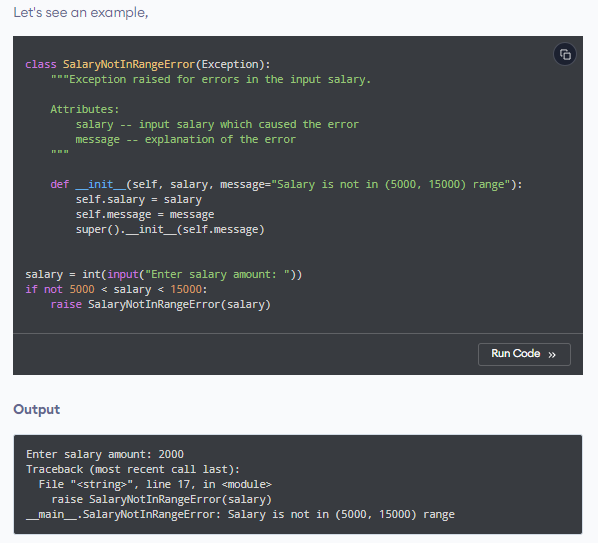 Let's see an example,
class SalaryNotInRangeError(Exception):
    """Exception raised for errors in the input salary.
    Attributes:
        salary -- input salary which caused the error
        message -- explanation of the error
    """
    def __init__(self, salary, message="Salary is not in (5000, 15000) range"):
        self.salary = salary
        self.message = message
        super().__init__(self.message)
salary = int(input("Enter salary amount: "))
if not 5000 < salary < 15000:
    raise SalaryNotInRangeError(salary)
Run Code »
Output
Enter salary amount: 2000
Traceback (most recent call last):
  File "<string>", line 17, in <module>
    raise SalaryNotInRangeError(salary)
__main__.SalaryNotInRangeError: Salary is not in (5000, 15000) range